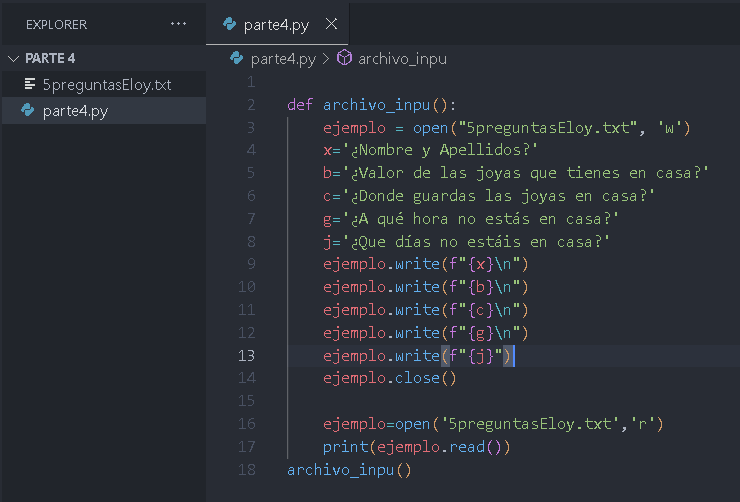 EXPLORER ...
parte4.py
PARTE 4
parte4.py > archivo_inpu
5preguntasEloy.txt
parte4.py
1
2 def archivo_inpu():
3 ejemplo = open("5preguntasEloy.txt", 'w')
4 x='¿Nombre y Apellidos?'
5 b='¿Valor de las joyas que tienes en casa?'
6 c='¿Donde guardas las joyas en casa?'
7 g='¿A qué hora no estás en casa?'
8 j='¿Que días no estáis en casa?'
9 ejemplo.write(f"{x}\n")
10 ejemplo.write(f"{b}\n")
11 ejemplo.write(f"{c}\n")
12 ejemplo.write(f"{g}\n")
13 ejemplo.write(f"{j}")
14 ejemplo.close()
15
16 ejemplo=open('5preguntasEloy.txt','r')
17 print(ejemplo.read())
18 archivo_inpu()